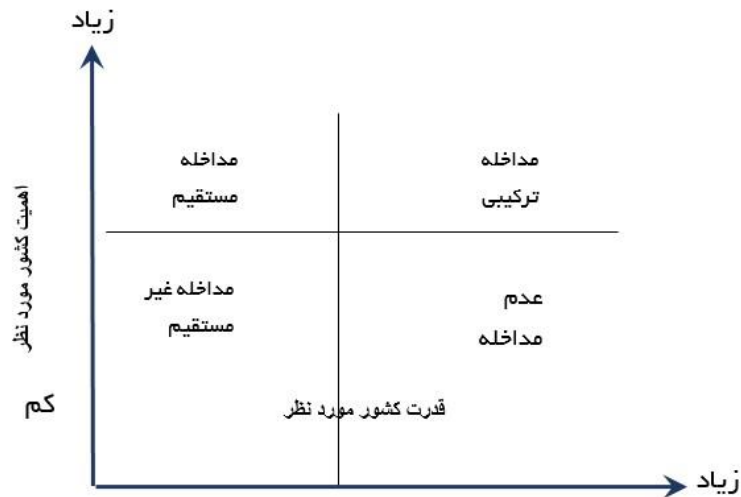 زیاد
مداخله
ترکیبی
مداخله
مستقیم
اهمیت کشور مورد نظر
عدم
مداخله
مداخله غیر
مستقیم
کم
قدرت کشور مورد نظر
زیاد